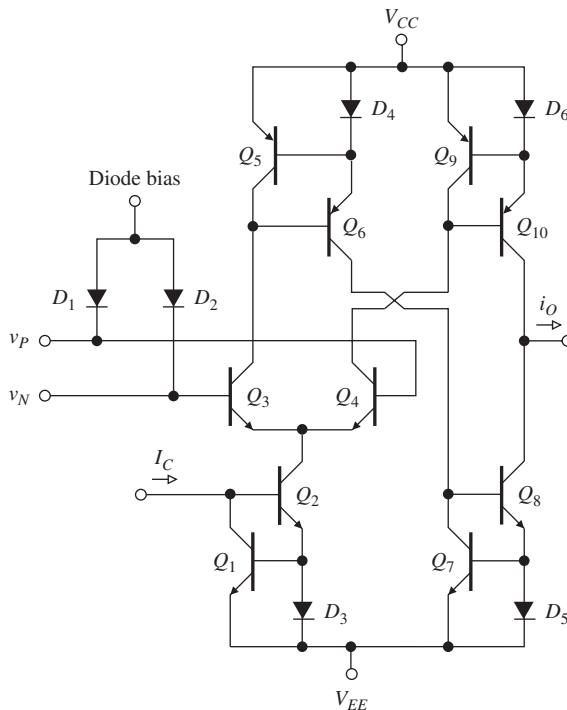 V_CC
D_4
D_6
Q_5
Q_9
Diode bias
Q_6
Q_10
D_1
D_2
i_O
v_P
v_N
Q_3
Q_4
I_C
Q_2
Q_8
Q_1
Q_7
D_3
D_5
V_EE